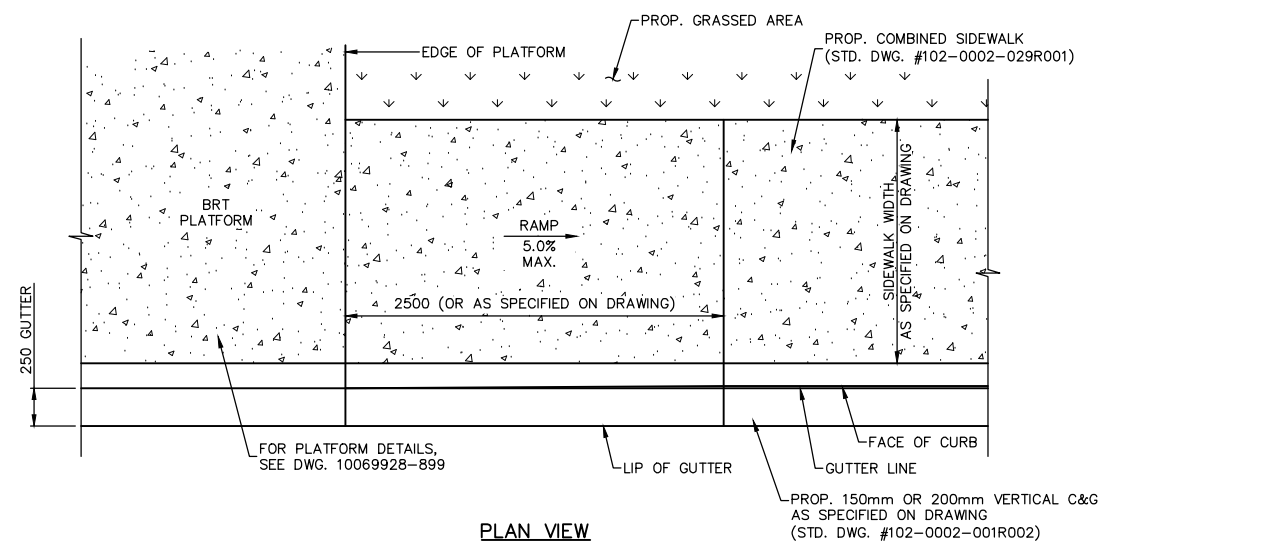 PROP. GRASSED AREA
EDGE OF PLATFORM
PROP. COMBINED SIDEWALK
(STD. DWG. #102-0002-029R001)
BRT
PLATFORM
RAMP
5.0%
MAX.
SIDEWALK WIDTH
AS SPECIFIED ON DRAWING
2500 (OR AS SPECIFIED ON DRAWING)
250 GUTTER
FOR PLATFORM DETAILS,
SEE DWG. 10069928-899
LIP OF GUTTER
FACE OF CURB
GUTTER LINE
PROP. 150mm OR 200mm VERTICAL C&G
AS SPECIFIED ON DRAWING
(STD. DWG. #102-0002-001R002)
PLAN VIEW